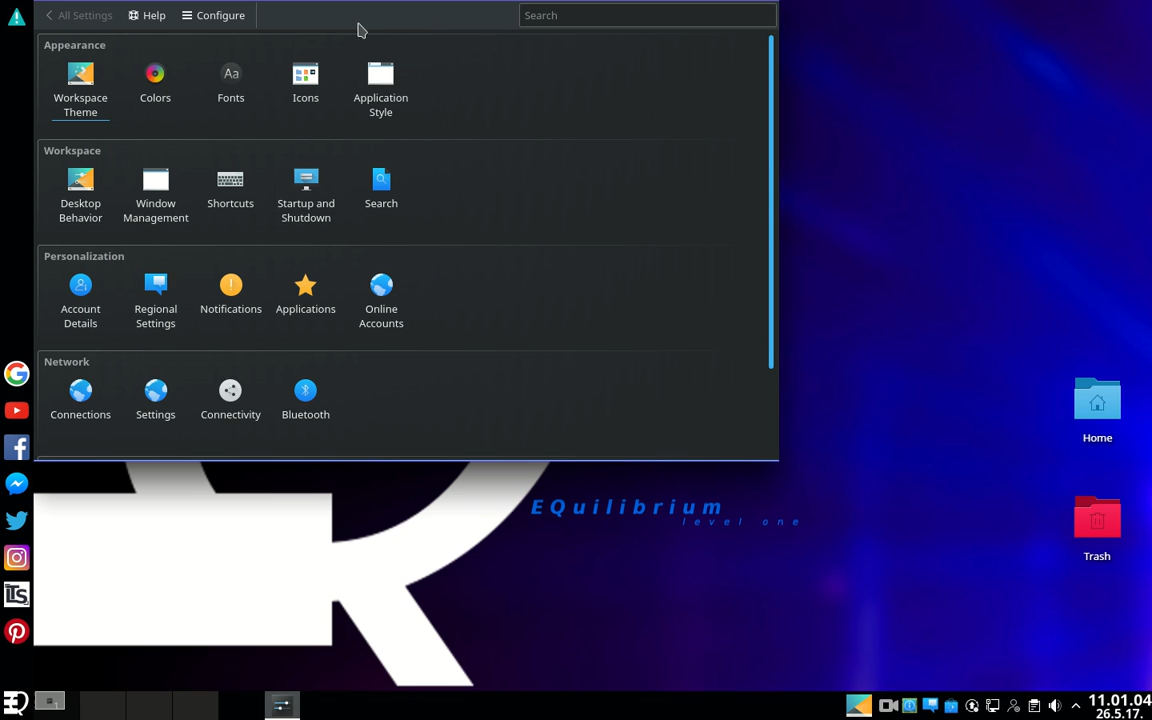 All Settings Help Configure Search
Appearance
Workspace Theme
Colors
Fonts
Icons
Application Style
Workspace
Desktop Behavior
Window Management
Shortcuts
Startup and Shutdown
Search
Personalization
Account Details
Regional Settings
Notifications
Applications
Online Accounts
Network
Connections
Settings
Connectivity
Bluetooth
EQuilibrium
level one
Home
Trash
11.01.04
26.5.17.